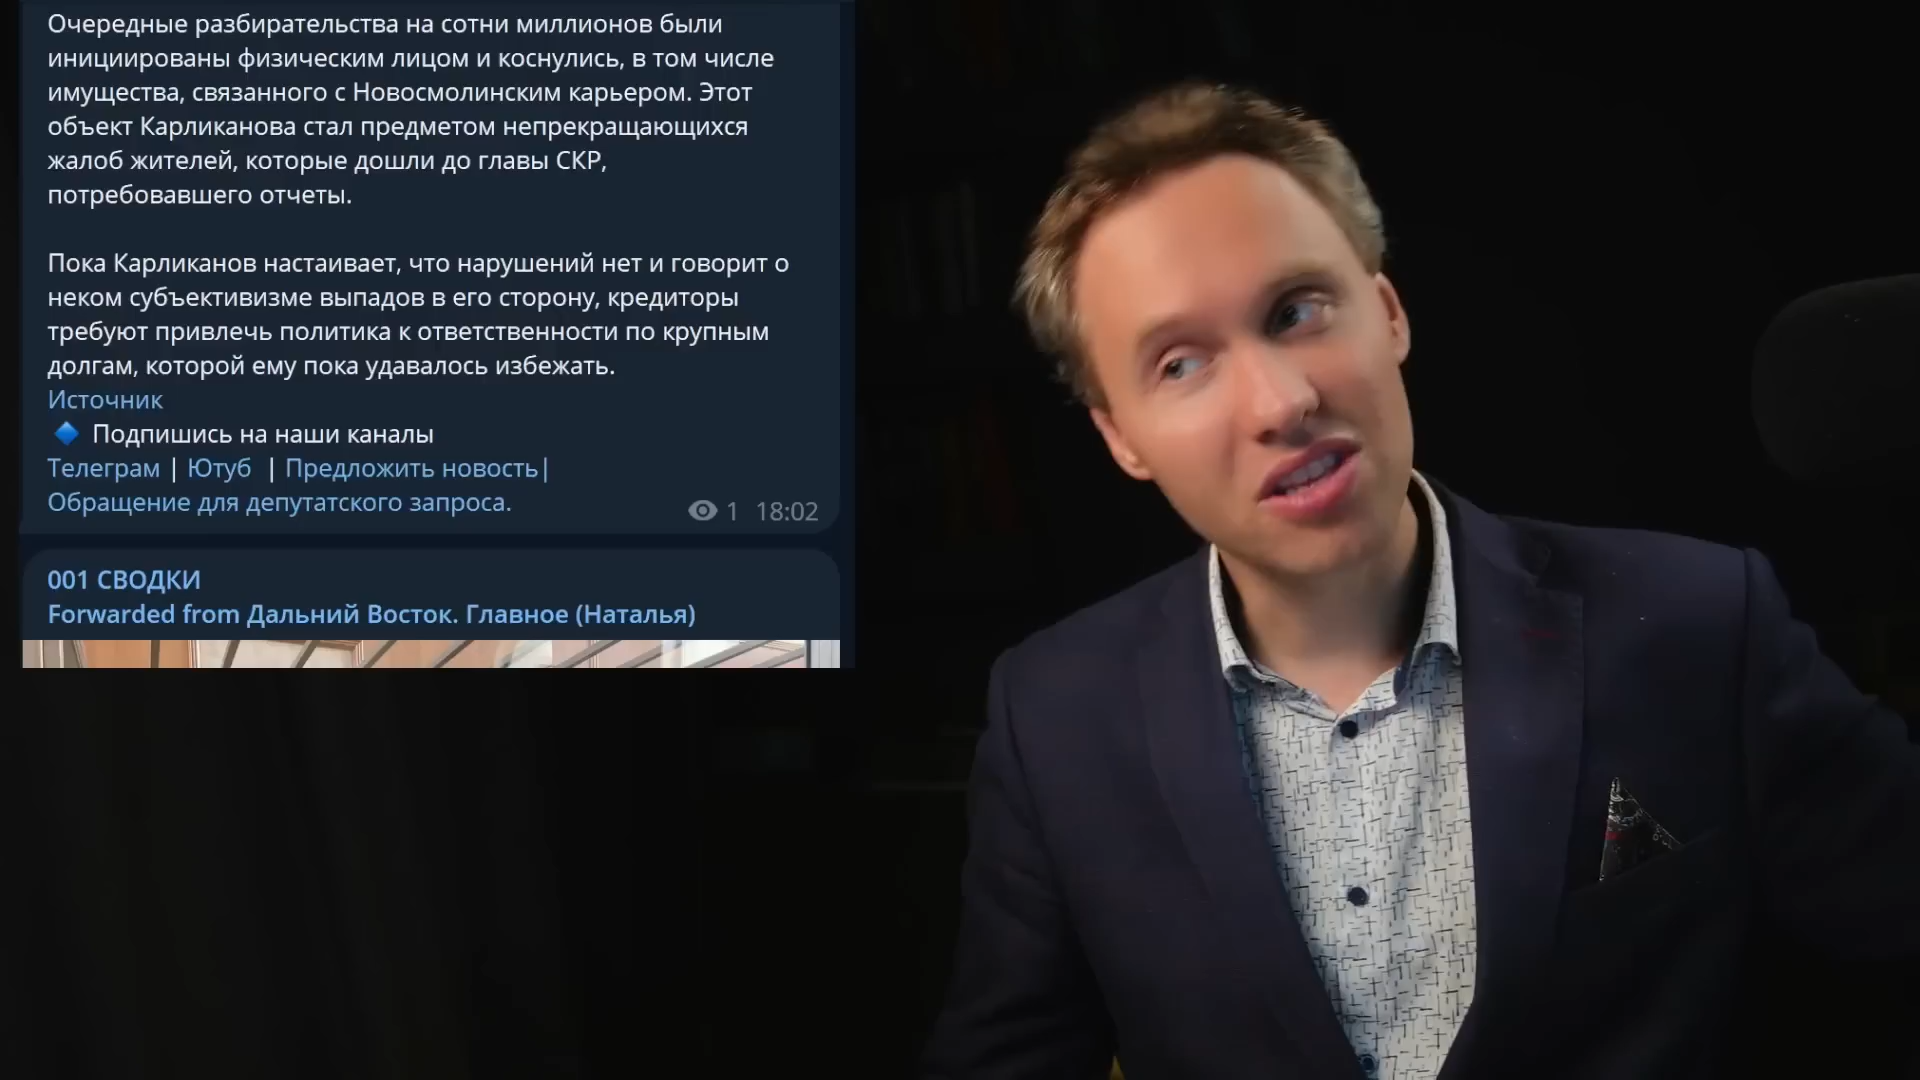 Очередные разбирательства на сотни миллионов были
инициированы физическим лицом и коснулись, в том числе
имущества, связанного с Новосмолинским карьером. Этот
объект Карликанова стал предметом непрекращающихся
жалоб жителей, которые дошли до главы СКР,
потребовавшего отчеты.
Пока Карликанов настаивает, что нарушений нет и говорит о
неком субъективизме выпадов в его сторону, кредиторы
требуют привлечь политика к ответственности по крупным
долгам, которой ему пока удавалось избежать.
Источник
🔷 Подпишись на наши каналы
Телеграм | Ютуб | Предложить новость|
Обращение для депутатского запроса.
1 18:02
001 СВОДКИ
Forwarded from Дальний Восток. Главное (Наталья)